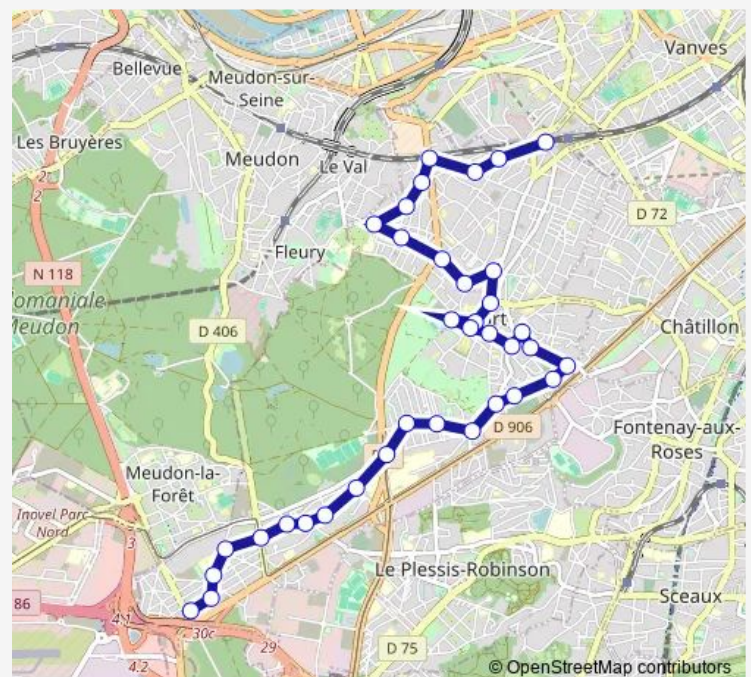 Vanves
Bellevue
Meudon-sur-
Seine
Les Bruyères
Meudon
Le Val
2
2
D 72
Fleury
N 118
Meudon
D 406
Châtillon
D 906
Fontenay-aux-
Roses
Meudon-la-
Forêt
Inovel Parc
Nord
3
Le Plessis-Robinson
Sceaux
86
4.1
30c
29
4.2
D 75
© OpenStreetMap contributors